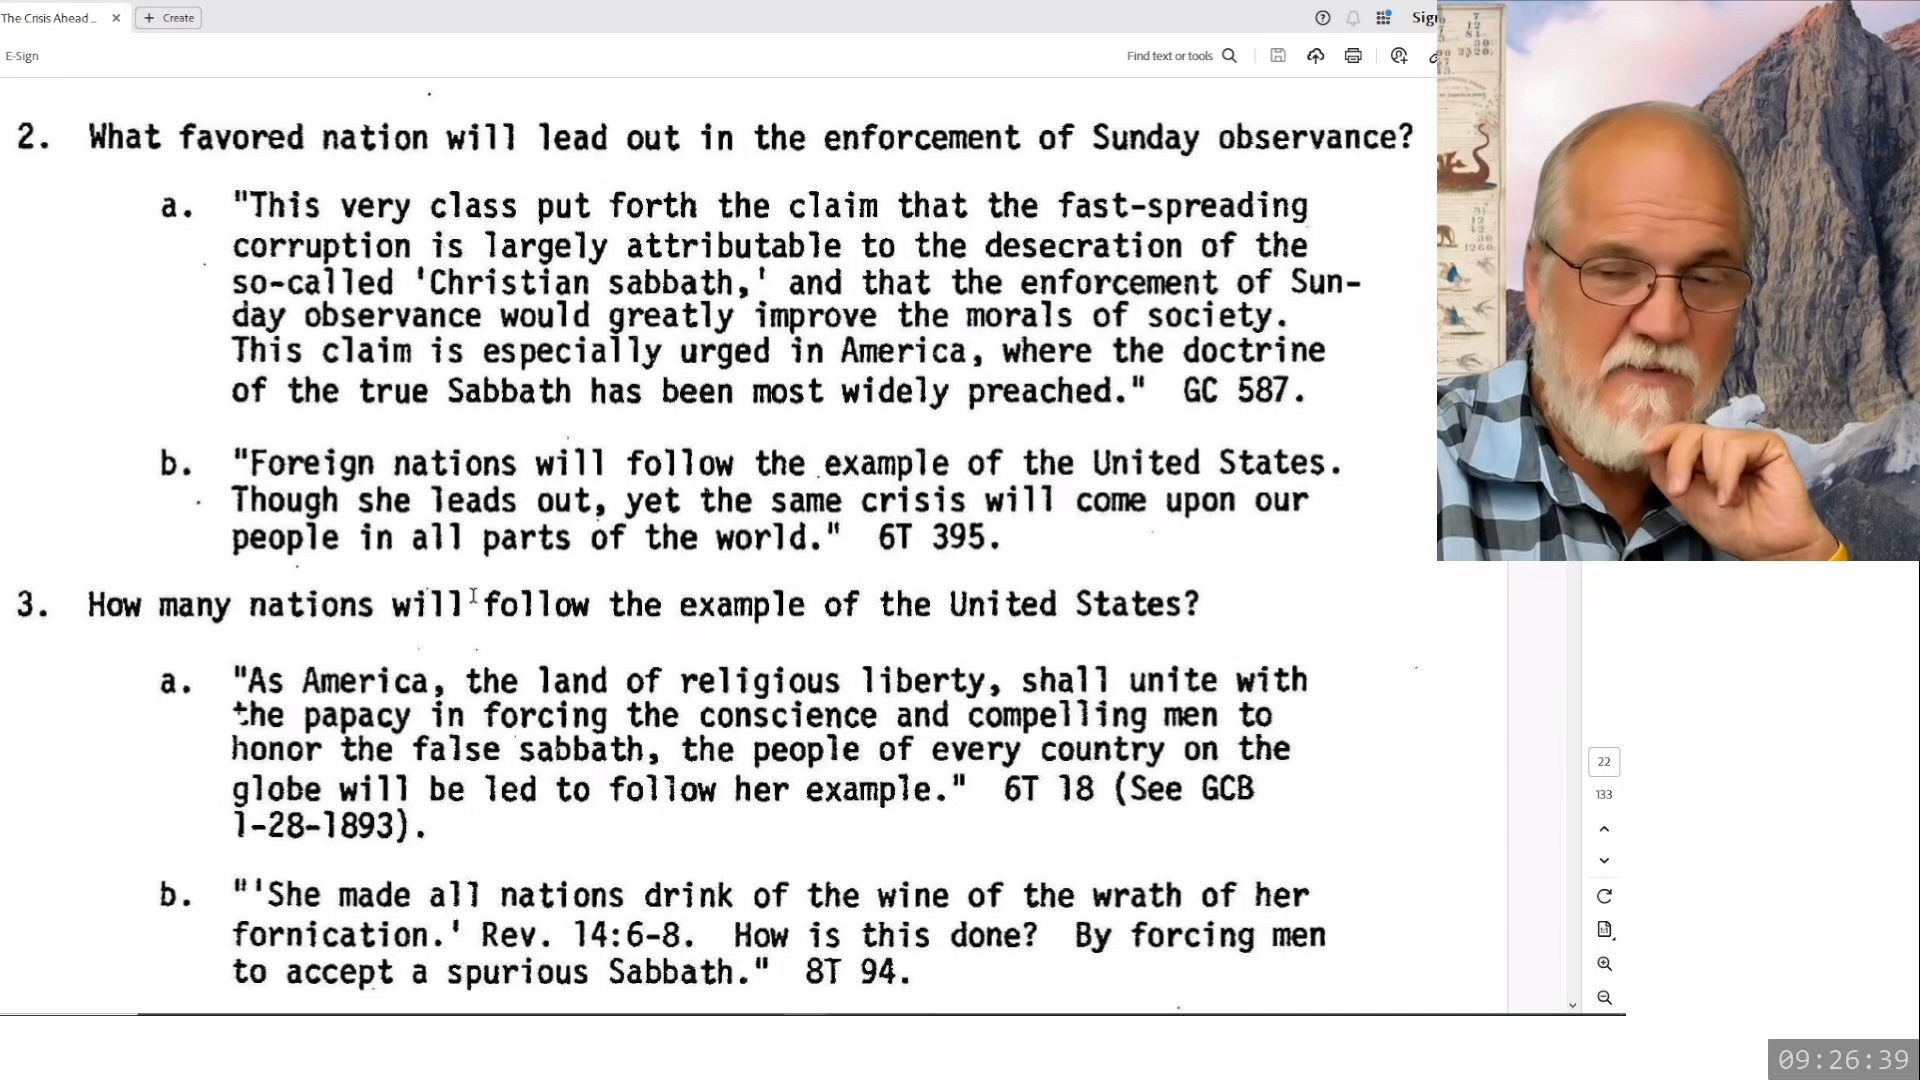 The Crisis Ahead ...
Create
E-Sign
Find text or tools
2. What favored nation will lead out in the enforcement of Sunday observance?
a. "This very class put forth the claim that the fast-spreading
corruption is largely attributable to the desecration of the
so-called 'Christian sabbath,' and that the enforcement of Sun-
day observance would greatly improve the morals of society.
This claim is especially urged in America, where the doctrine
of the true Sabbath has been most widely preached." GC 587.
b. "Foreign nations will follow the example of the United States.
Though she leads out, yet the same crisis will come upon our
people in all parts of the world." 6T 395.
3. How many nations will follow the example of the United States?
a. "As America, the land of religious liberty, shall unite with
the papacy in forcing the conscience and compelling men to
honor the false sabbath, the people of every country on the
globe will be led to follow her example." 6T 18 (See GCB
1-28-1893).
b. "'She made all nations drink of the wine of the wrath of her
fornication.' Rev. 14:6-8. How is this done? By forcing men
to accept a spurious Sabbath." 8T 94.
22
133
09:26:39